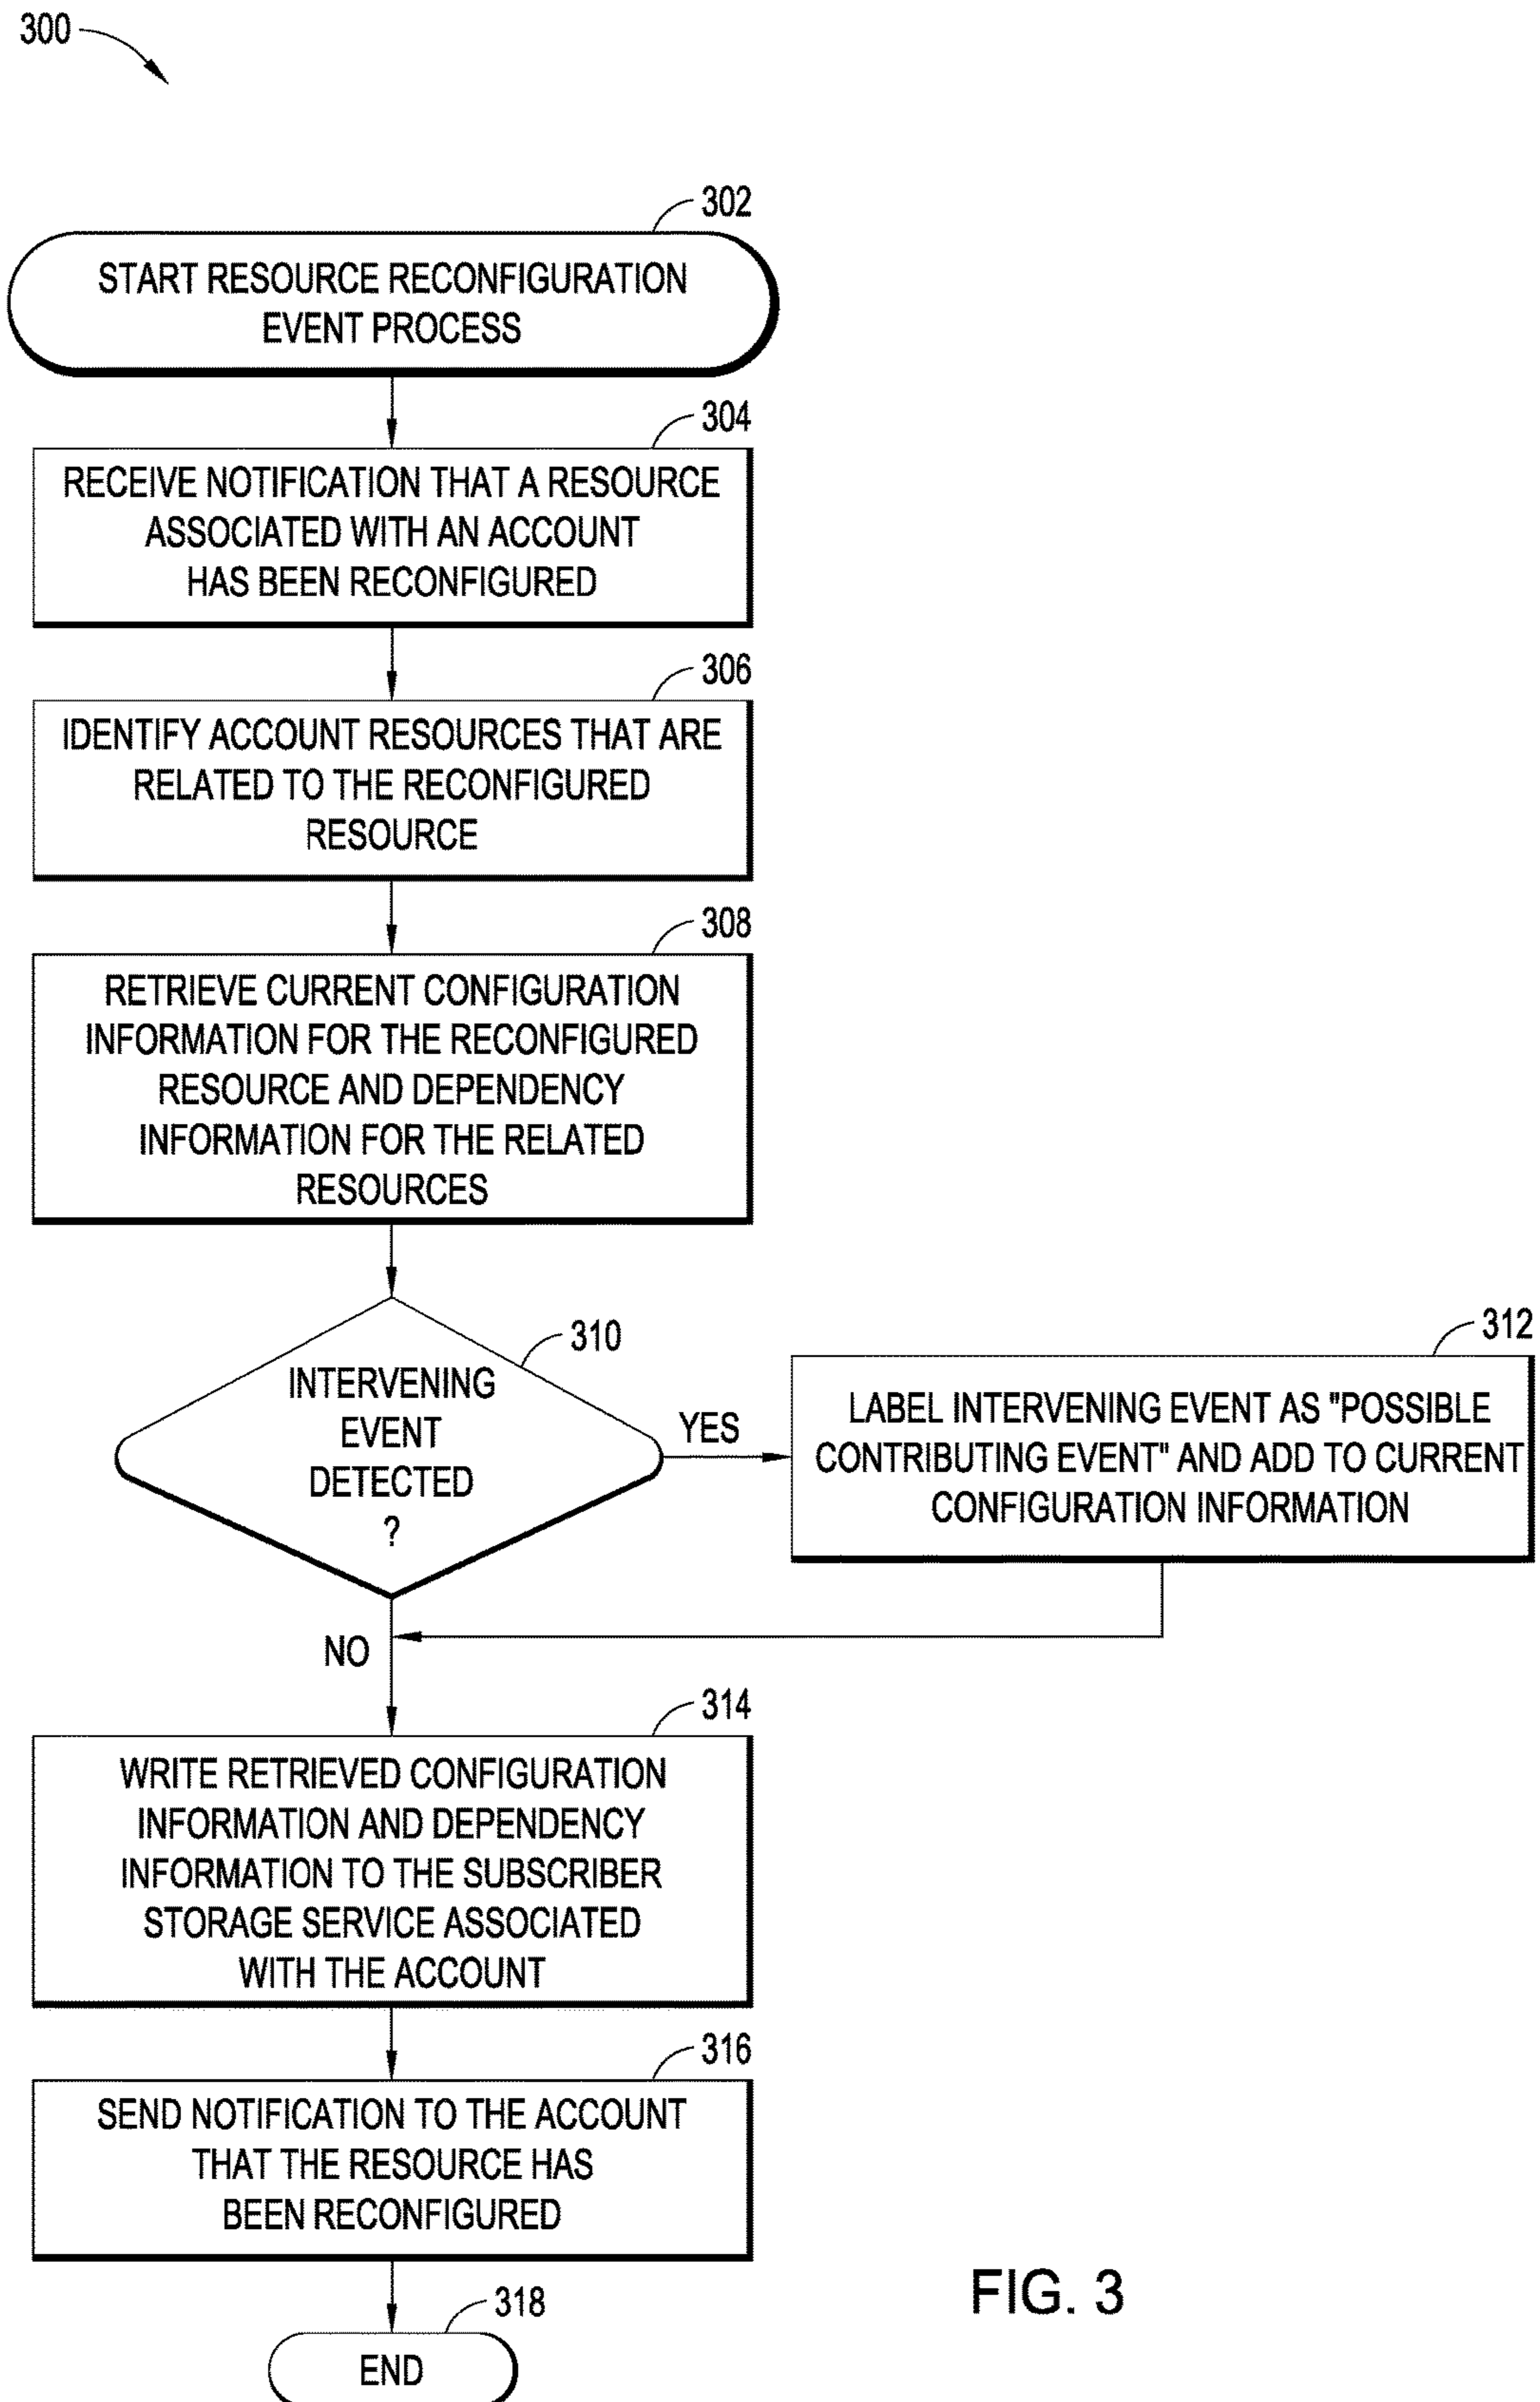 300
302
START RESOURCE RECONFIGURATION
EVENT PROCESS
304
RECEIVE NOTIFICATION THAT A RESOURCE
ASSOCIATED WITH AN ACCOUNT
HAS BEEN RECONFIGURED
306
IDENTIFY ACCOUNT RESOURCES THAT ARE
RELATED TO THE RECONFIGURED
RESOURCE
308
RETRIEVE CURRENT CONFIGURATION
INFORMATION FOR THE RECONFIGURED
RESOURCE AND DEPENDENCY
INFORMATION FOR THE RELATED
RESOURCES
310
INTERVENING
EVENT
DETECTED
?
YES
312
LABEL INTERVENING EVENT AS "POSSIBLE
CONTRIBUTING EVENT" AND ADD TO CURRENT
CONFIGURATION INFORMATION
NO
314
WRITE RETRIEVED CONFIGURATION
INFORMATION AND DEPENDENCY
INFORMATION TO THE SUBSCRIBER
STORAGE SERVICE ASSOCIATED
WITH THE ACCOUNT
316
SEND NOTIFICATION TO THE ACCOUNT
THAT THE RESOURCE HAS
BEEN RECONFIGURED
318
END
FIG. 3